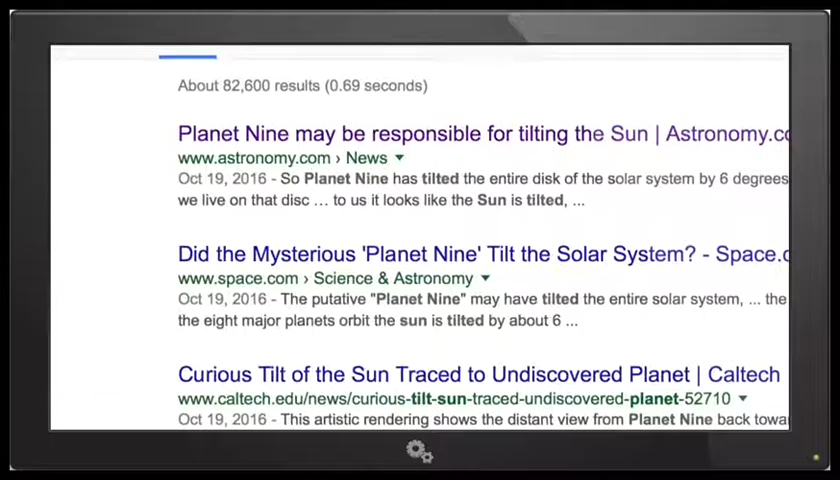 About 82,600 results (0.69 seconds)
Planet Nine may be responsible for tilting the Sun | Astronomy.co
www.astronomy.com › News
Oct 19, 2016 - So Planet Nine has tilted the entire disk of the solar system by 6 degrees
we live on that disc ... to us it looks like the Sun is tilted, ...
Did the Mysterious 'Planet Nine' Tilt the Solar System? - Space.c
www.space.com › Science & Astronomy
Oct 19, 2016 - The putative "Planet Nine" may have tilted the entire solar system, ... the
the eight major planets orbit the sun is tilted by about 6 ...
Curious Tilt of the Sun Traced to Undiscovered Planet | Caltech
www.caltech.edu/news/curious-tilt-sun-traced-undiscovered-planet-52710
Oct 19, 2016 - This artistic rendering shows the distant view from Planet Nine back towa